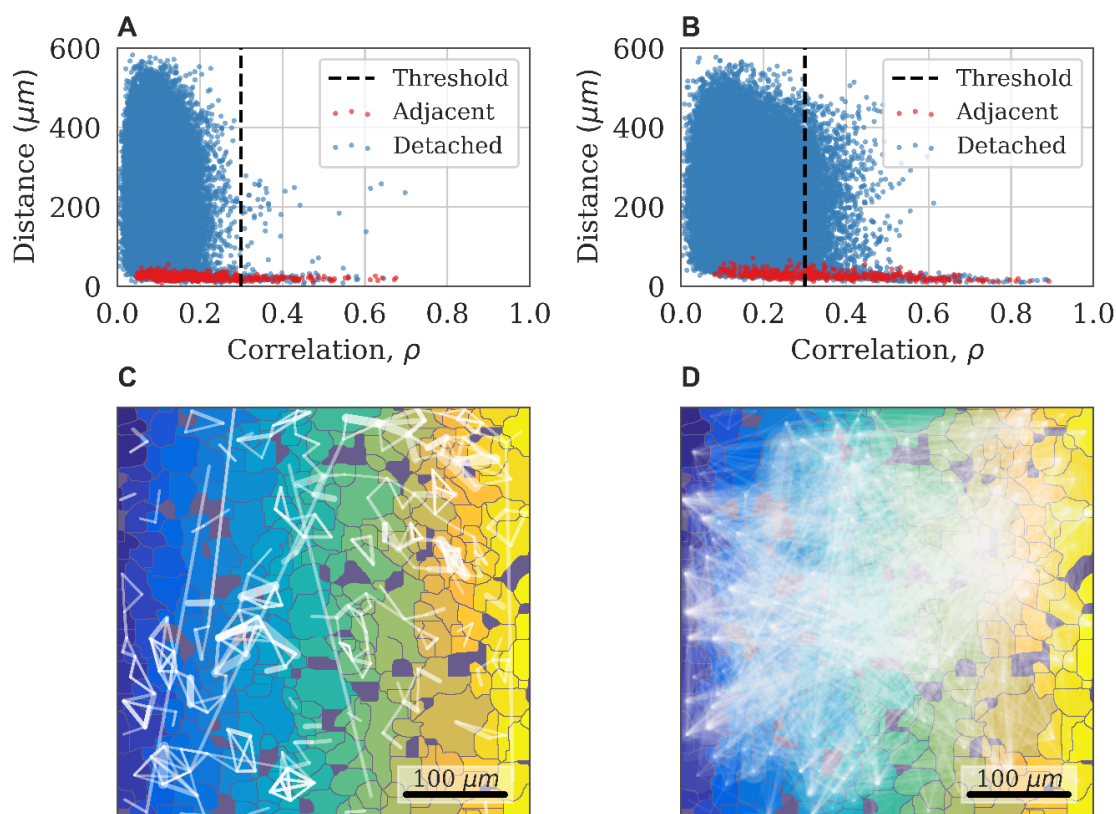 A
600
400
200
0
Distance (μm)
Threshold
Adjacent
Detached
0.0 0.2 0.4 0.6 0.8 1.0
Correlation, ρ
B
600
400
200
0
Distance (μm)
Threshold
Adjacent
Detached
0.0 0.2 0.4 0.6 0.8 1.0
Correlation, ρ
C
100 μm
D
100 μm